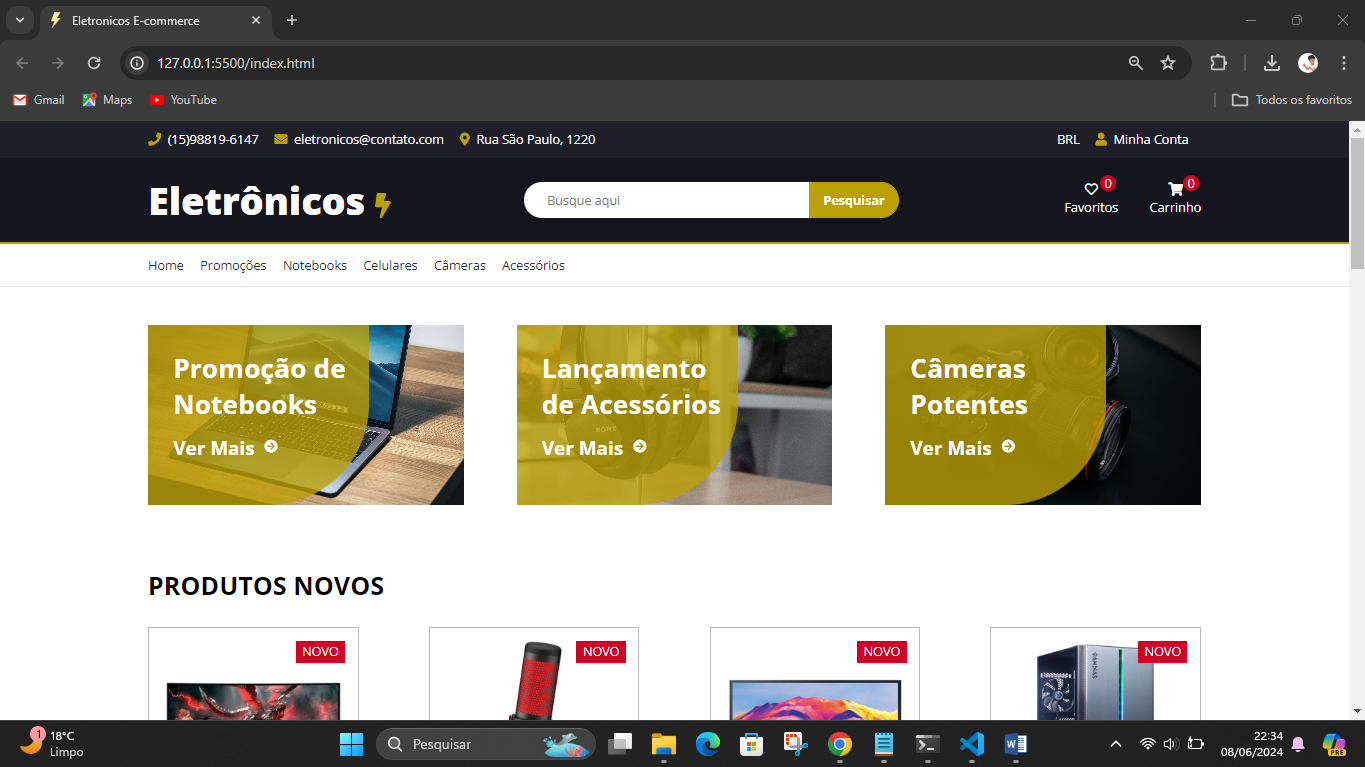 Eletronicos E-commerce
127.0.0.1:5500/index.html
Gmail Maps YouTube Todos os favoritos
(15)98819-6147 eletronicos@contato.com Rua São Paulo, 1220 BRL Minha Conta
Eletrônicos Busque aqui Pesquisar
0 0
Favoritos Carrinho
Home Promoções Notebooks Celulares Câmeras Acessórios
Promoção de
Notebooks
Ver Mais
Lançamento
de Acessórios
Ver Mais
Câmeras
Potentes
Ver Mais
SONY
PRODUTOS NOVOS
NOVO NOVO NOVO NOVO
GAMDIAS
1
18°C
Limpo
Pesquisar
22:34
08/06/2024
PRE